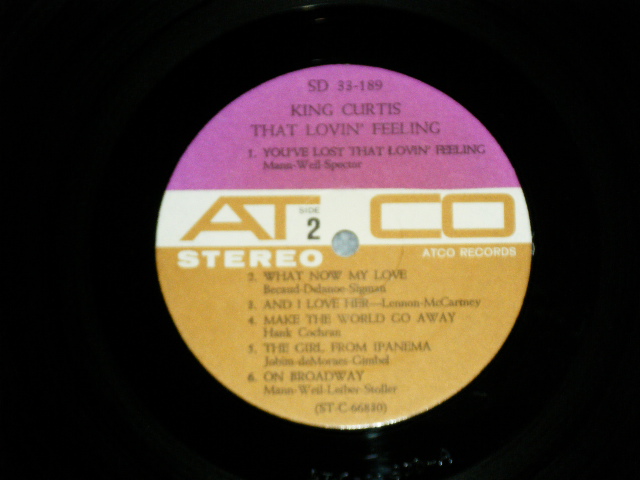 SD 33-189
KING CURTIS
THAT LOVIN' FEELING
1. YOU'VE LOST THAT LOVIN' FEELING
Mann-Weil-Spector
ATCO
SIDE
2
STEREO
ATCO RECORDS
2. WHAT NOW MY LOVE
Becaud-Delanoe-Sigman
3. AND I LOVE HER—Lennon-McCartney
4. MAKE THE WORLD GO AWAY
Hank Cochran
5. THE GIRL FROM IPANEMA
Jobim-deMoraes-Gimbel
6. ON BROADWAY
Mann-Weil-Leiber-Stoller
(ST-C-66810)